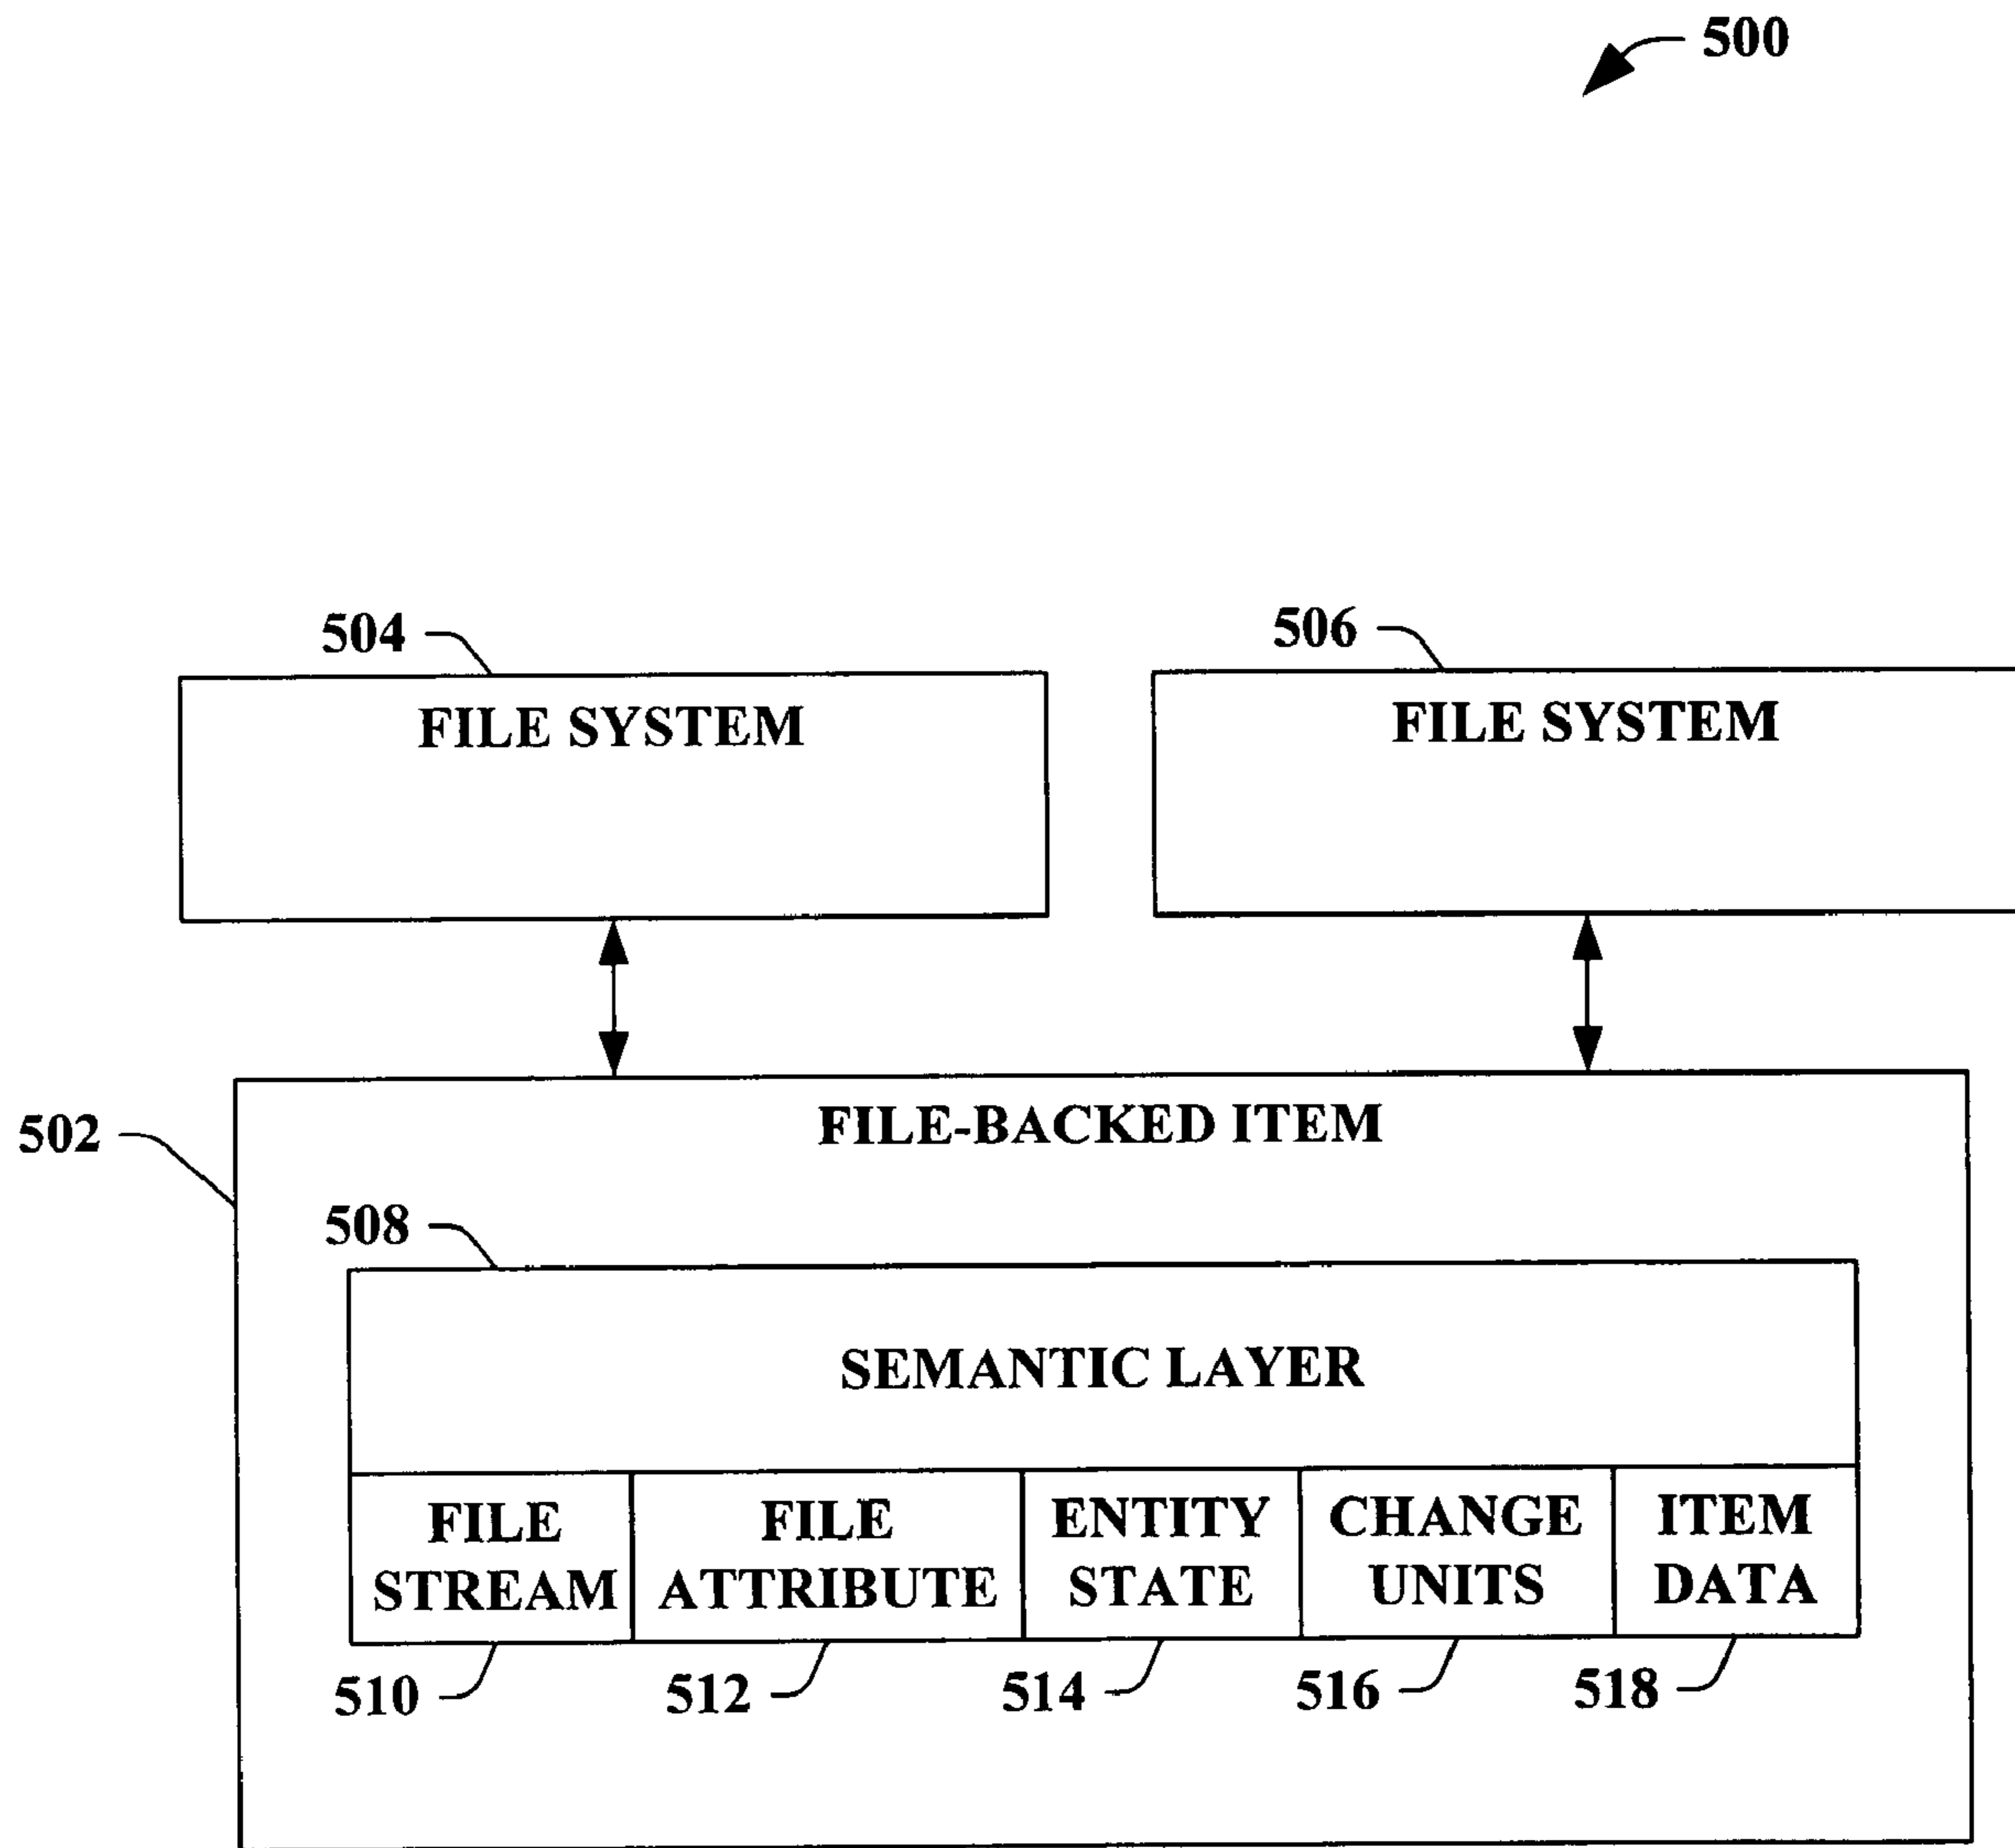 500
504
506
FILE SYSTEM
FILE SYSTEM
502
FILE-BACKED ITEM
508
SEMANTIC LAYER
FILE
STREAM
FILE
ATTRIBUTE
ENTITY
STATE
CHANGE
UNITS
ITEM
DATA
510
512
514
516
518